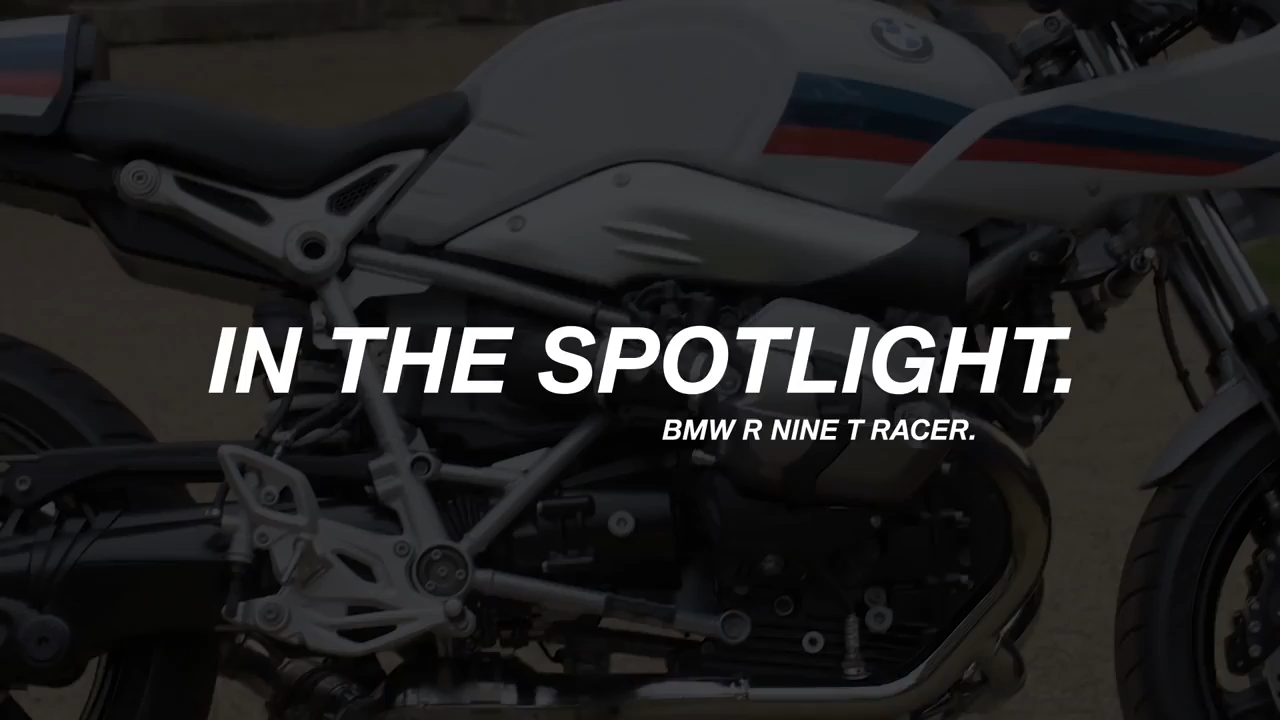 IN THE SPOTLIGHT.
BMW R NINE T RACER.